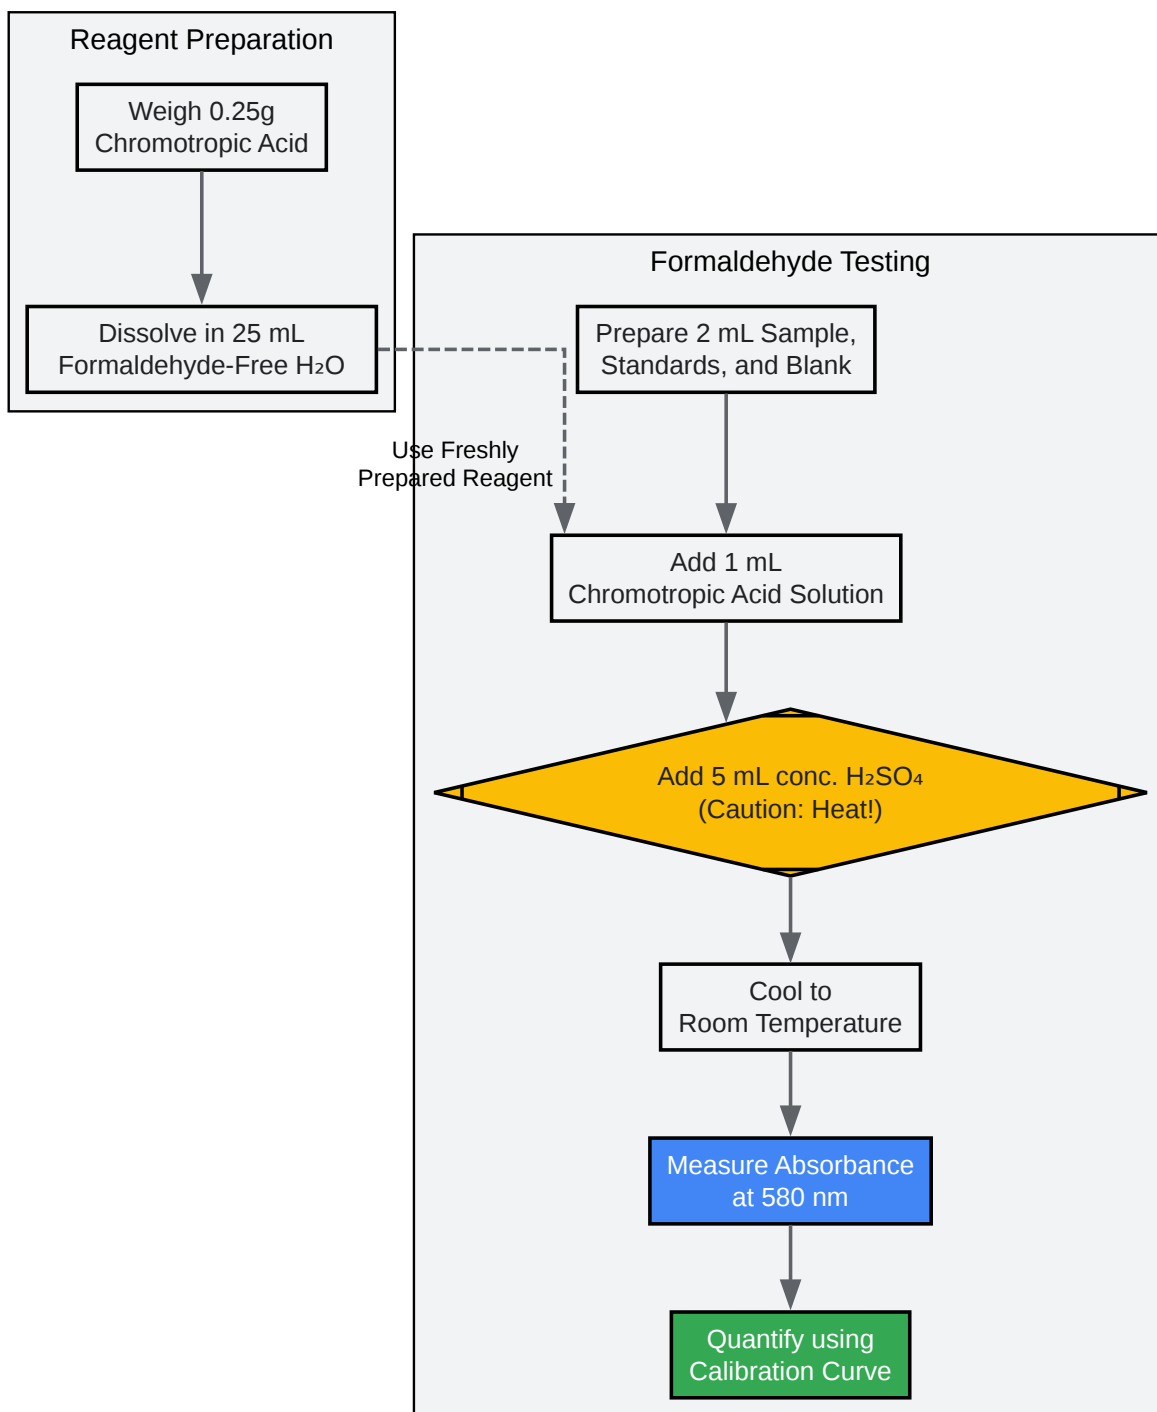 Reagent Preparation
Weigh 0.25g
Chromotropic Acid
Dissolve in 25 mL
Formaldehyde-Free H₂O
Use Freshly
Prepared Reagent
Formaldehyde Testing
Prepare 2 mL Sample,
Standards, and Blank
Add 1 mL
Chromotropic Acid Solution
Add 5 mL conc. H₂SO₄
(Caution: Heat!)
Cool to
Room Temperature
Measure Absorbance
at 580 nm
Quantify using
Calibration Curve